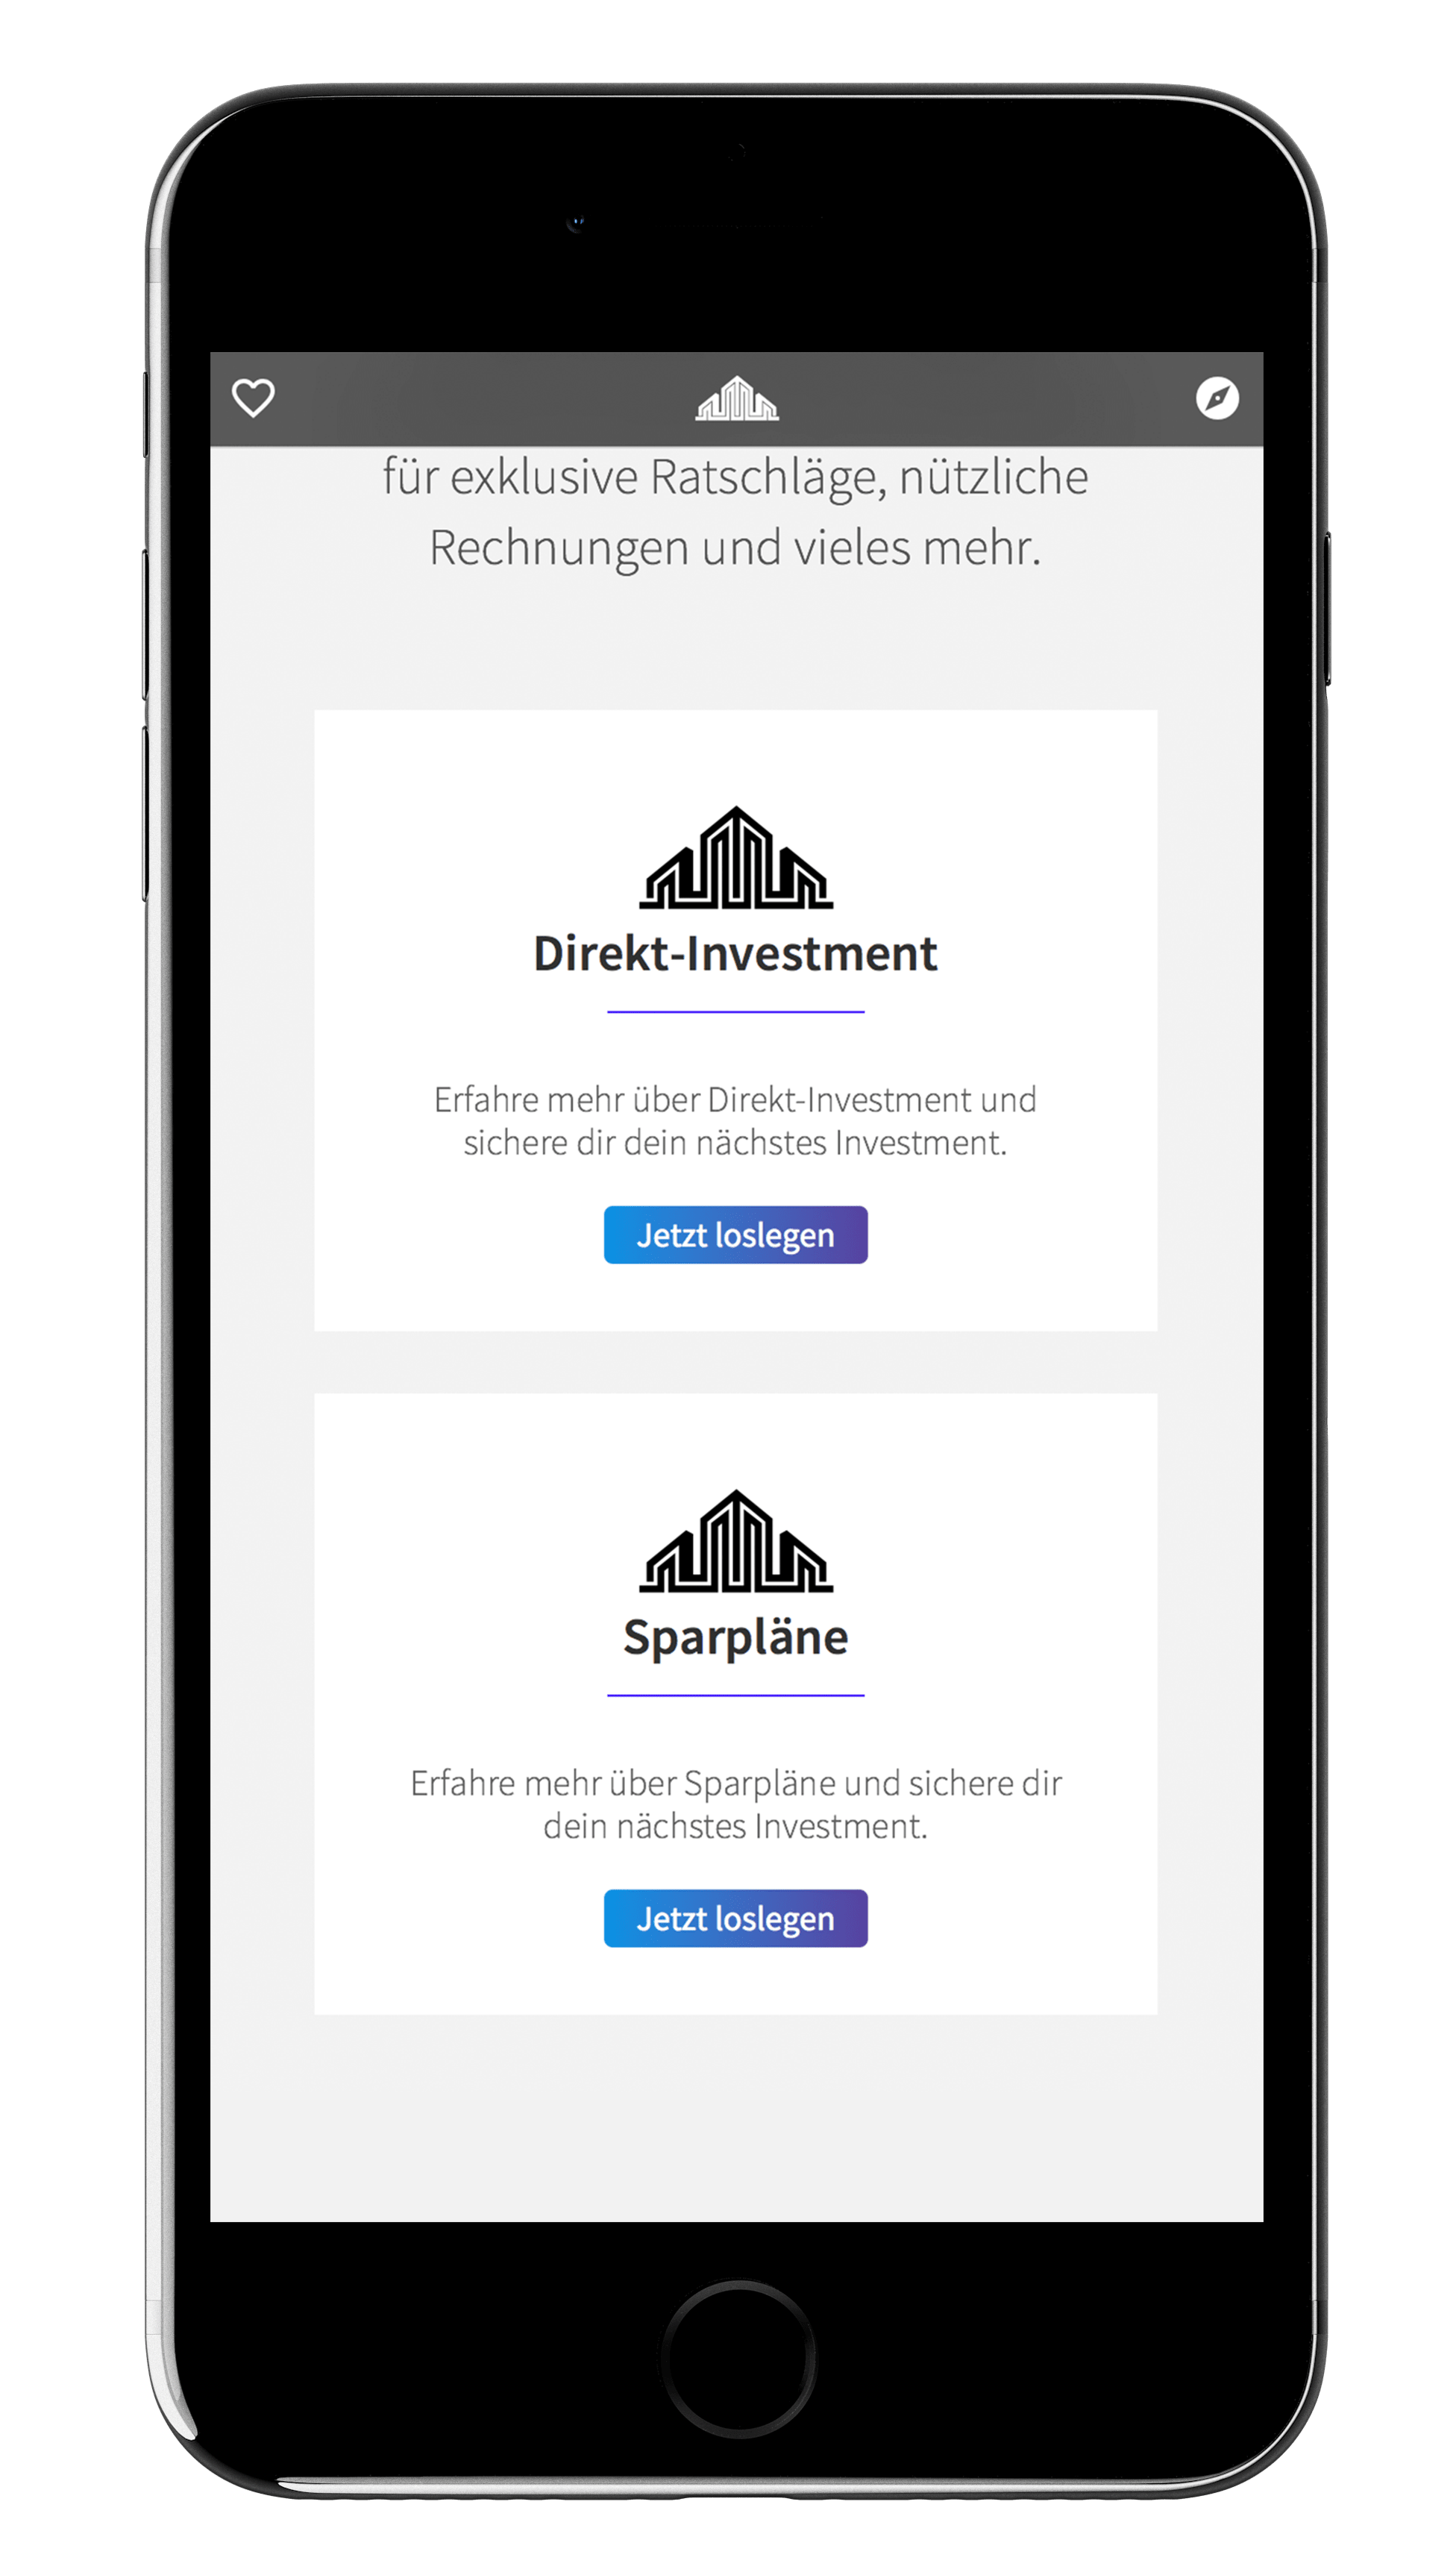 für exklusive Ratschläge, nützliche
Rechnungen und vieles mehr.
Direkt-Investment
Erfahre mehr über Direkt-Investment und
sichere dir dein nächstes Investment.
Jetzt loslegen
Sparpläne
Erfahre mehr über Sparpläne und sichere dir
dein nächstes Investment.
Jetzt loslegen